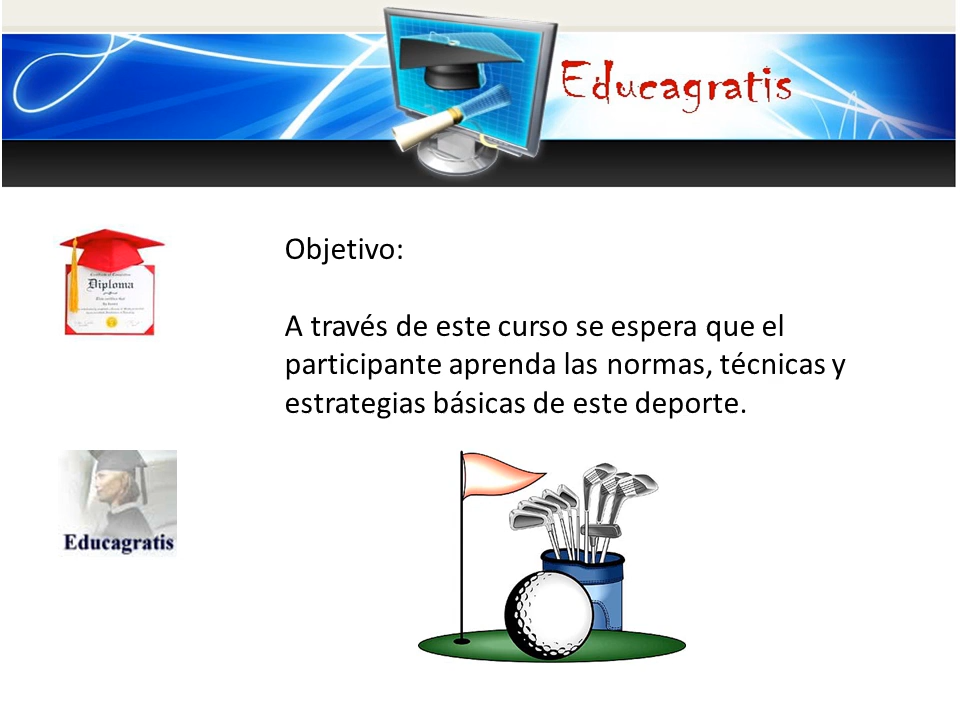 Educagratis
Objetivo:
A través de este curso se espera que el
participante aprenda las normas, técnicas y
estrategias básicas de este deporte.
Diploma
Educagratis